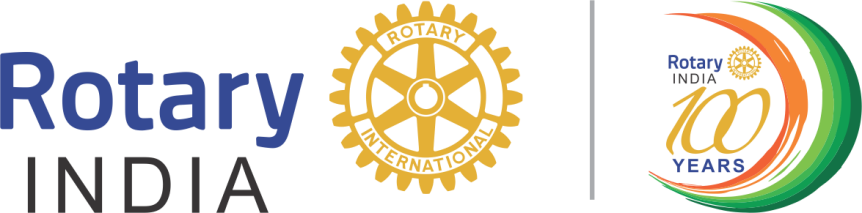 Rotary
INDIA
ROTARY
INTERNATIONAL
Rotary
INDIA
100
YEARS